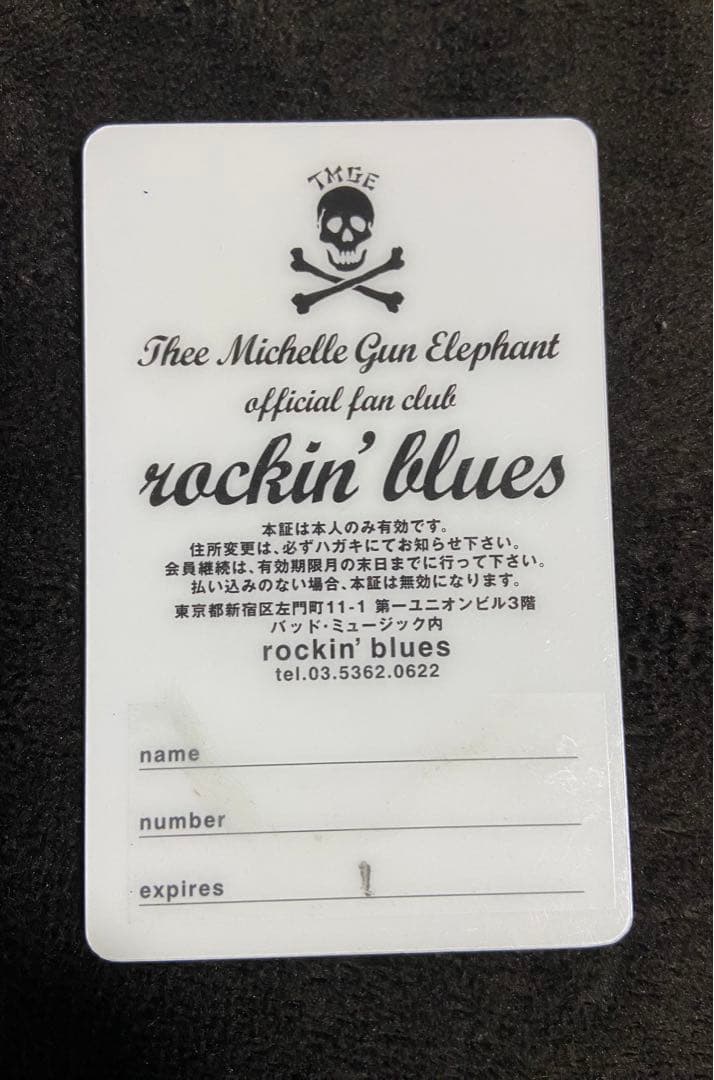 TMGE
Thee Michelle Gun Elephant
official fan club
rockin' blues
本証は本人のみ有効です。
住所変更は、必ずハガキにてお知らせ下さい。
会員継続は、有効期限月の末日までに行って下さい。
払い込みのない場合、本証は無効になります。
東京都新宿区左門町11-1 第一ユニオンビル3階
バッド・ミュージック内
rockin' blues
tel.03.5362.0622
name
number
expires